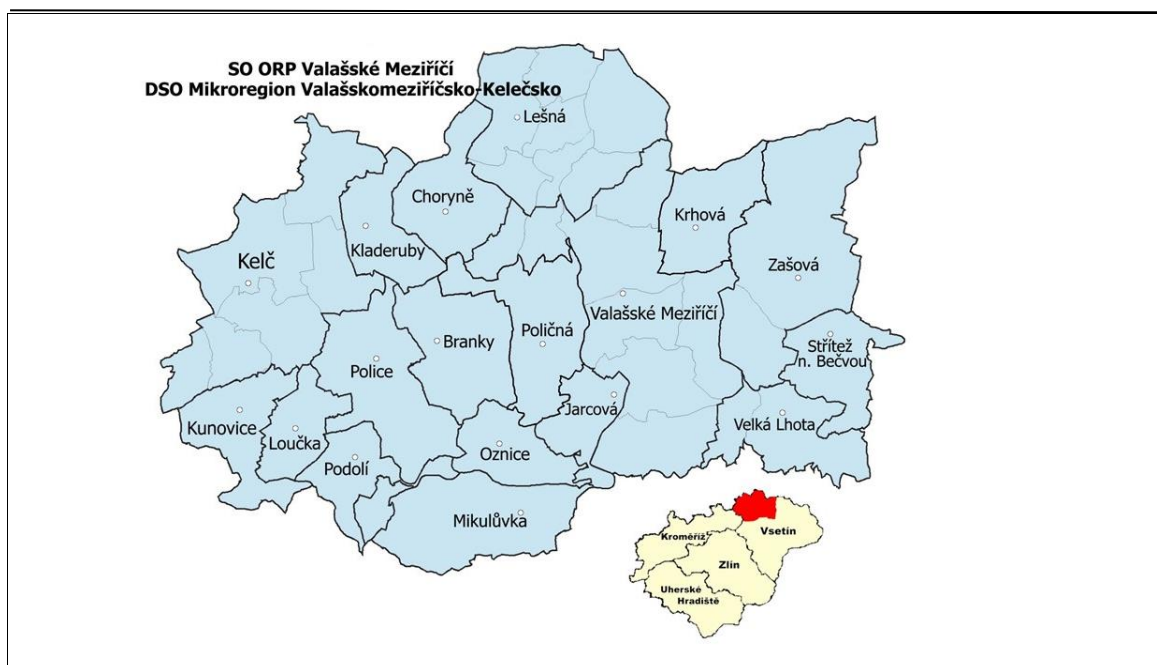 SO ORP Valašské Meziříčí
DSO Mikroregion Valašskomeziříčsko-Kelečsko
Lešná
Choryně
Krhová
Kladeruby
Kelč
Zašová
Valašské Meziříčí
Branky
Poličná
Střítež
n. Bečvou
Police
Jarcová
Kunovice
Velká Lhota
Loučka
Oznice
Podolí
Mikulůvka
Kroměříž
Vsetín
Zlín
Uherské
Hradiště